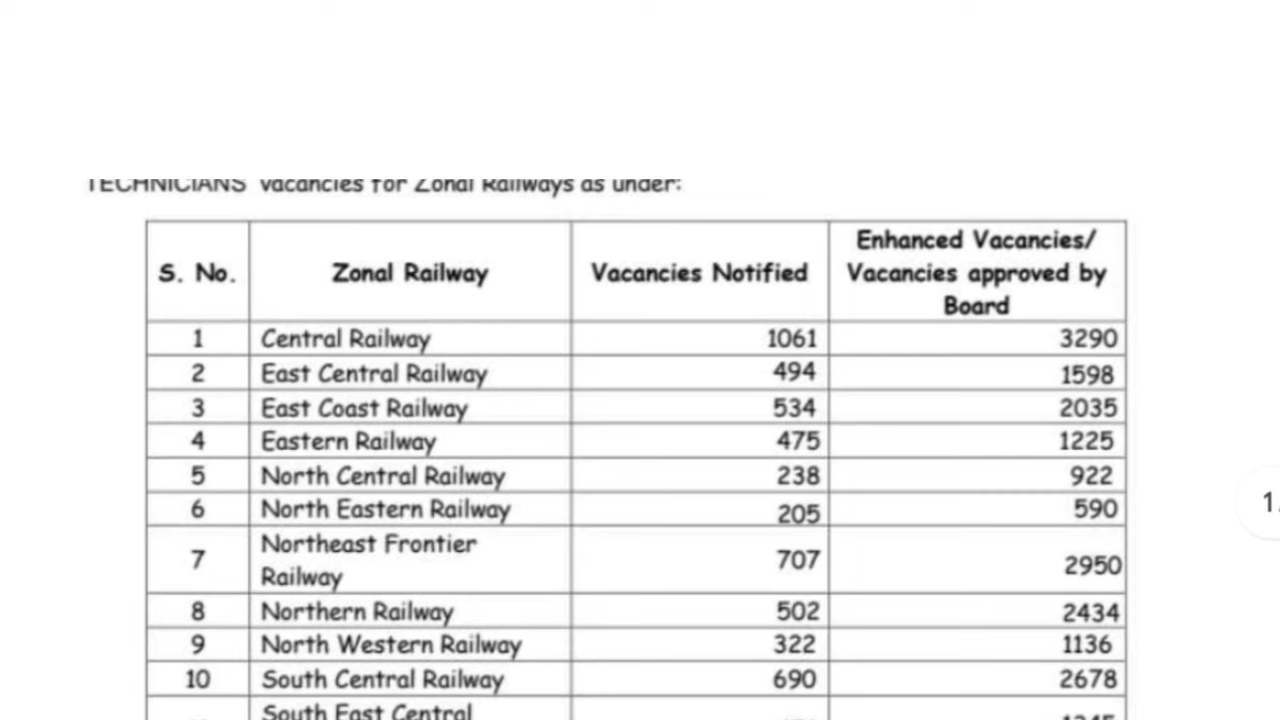 TECHNICIANS vacancies for Zonal Railways as under:
S. No. Zonal Railway Vacancies Notified Enhanced Vacancies/ Vacancies approved by Board
1 Central Railway 1061 3290
2 East Central Railway 494 1598
3 East Coast Railway 534 2035
4 Eastern Railway 475 1225
5 North Central Railway 238 922
6 North Eastern Railway 205 590
7 Northeast Frontier Railway 707 2950
8 Northern Railway 502 2434
9 North Western Railway 322 1136
10 South Central Railway 690 2678
South East Central
1